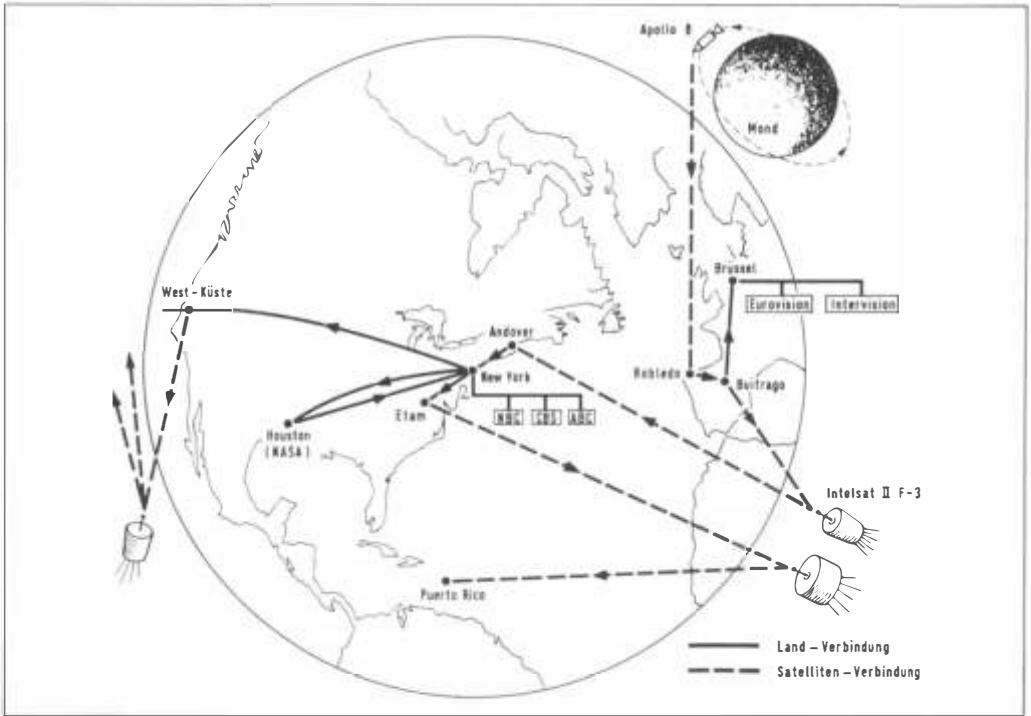 Apollo 8
Mond
West-Küste
Brüssel
Eurovision
Intervision
Andover
New York
Robledo
Buitrago
Etam
NBC
CBS
ABC
Houston
(NASA)
Intelsat II F-3
Puerto Rico
Land-Verbindung
Satelliten-Verbindung